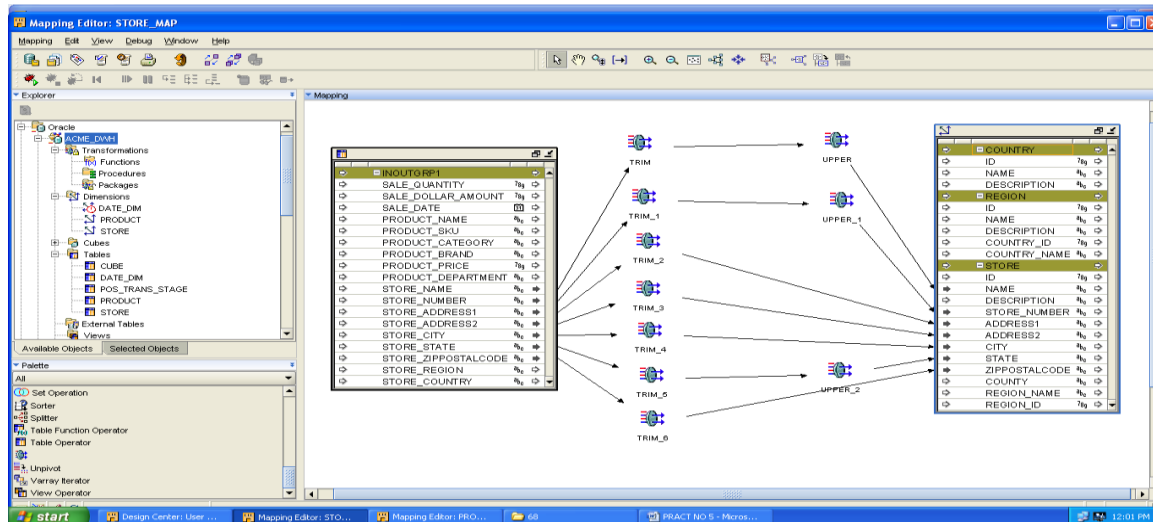 Mapping Editor: STORE_MAP
Mapping Edit View Debug Window Help
Explorer
Oracle
ACME_DWH
Transformations
Functions
Procedures
Packages
Dimensions
DATE_DIM
PRODUCT
STORE
Cubes
Tables
CUBE
DATE_DIM
POS_TRANS_STAGE
PRODUCT
STORE
External Tables
Views
Available Objects Selected Objects
Palette
All
Set Operation
Sorter
Splitter
Table Function Operator
Table Operator
Unpivot
Varray Iterator
View Operator
Mapping
INOUTGRP1
SALE_QUANTITY
SALE_DOLLAR_AMOUNT
SALE_DATE
PRODUCT_NAME
PRODUCT_SKU
PRODUCT_CATEGORY
PRODUCT_BRAND
PRODUCT_PRICE
PRODUCT_DEPARTMENT
STORE_NAME
STORE_NUMBER
STORE_ADDRESS1
STORE_ADDRESS2
STORE_CITY
STORE_STATE
STORE_ZIPPOSTALCODE
STORE_REGION
STORE_COUNTRY
TRIM
TRIM_1
TRIM_2
TRIM_3
TRIM_4
TRIM_5
TRIM_6
UPPER
UPPER_1
UPPER_2
COUNTRY
ID
NAME
DESCRIPTION
REGION
ID
NAME
DESCRIPTION
COUNTRY_ID
COUNTRY_NAME
STORE
ID
NAME
DESCRIPTION
STORE_NUMBER
ADDRESS1
ADDRESS2
CITY
STATE
ZIPPOSTALCODE
COUNTY
REGION_NAME
REGION_ID
start Design Center: User ... Mapping Editor: STO... Mapping Editor: PRO... 68 PRACT NO 5 - Micros... 12:01 PM